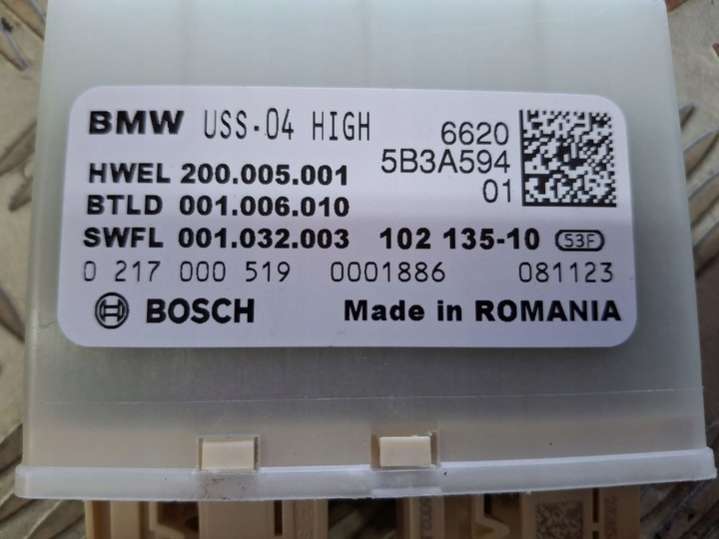 BMW USS-04 HIGH
6620
5B3A594
01
HWEL 200.005.001
BTLD 001.006.010
SWFL 001.032.003 102 135-10 53F
0 217 000 519 0001886 081123
BOSCH Made in ROMANIA